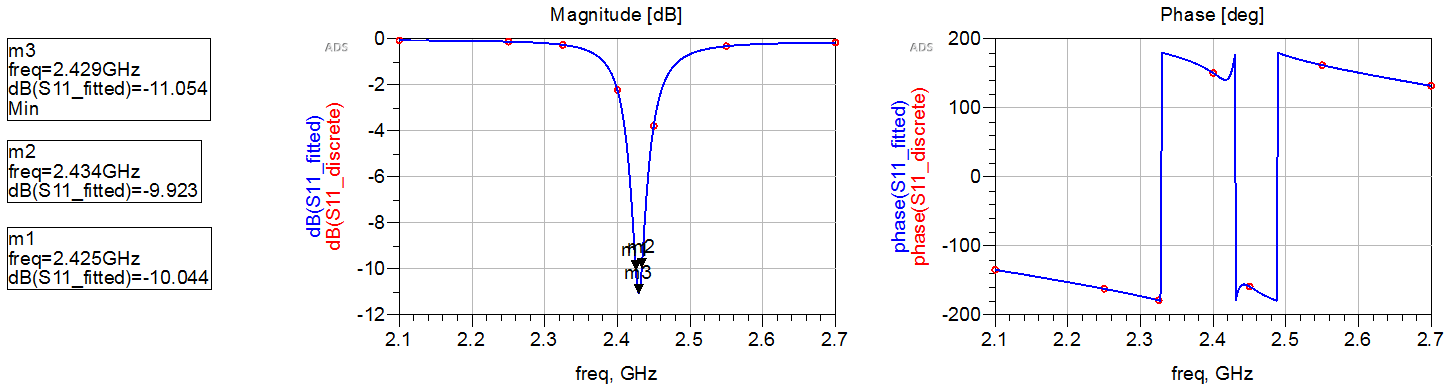 m3
freq=2.429GHz
dB(S11_fitted)=-11.054
Min
m2
freq=2.434GHz
dB(S11_fitted)=-9.923
m1
freq=2.425GHz
dB(S11_fitted)=-10.044
Magnitude [dB]
ADS
dB(S11_fitted)
dB(S11_discrete)
0
-2
-4
-6
-8
-10
-12
m2
m3
2.1
2.2
2.3
2.4
2.5
2.6
2.7
freq, GHz
Phase [deg]
ADS
phase(S11_fitted)
phase(S11_discrete)
200
100
0
-100
-200
2.1
2.2
2.3
2.4
2.5
2.6
2.7
freq, GHz